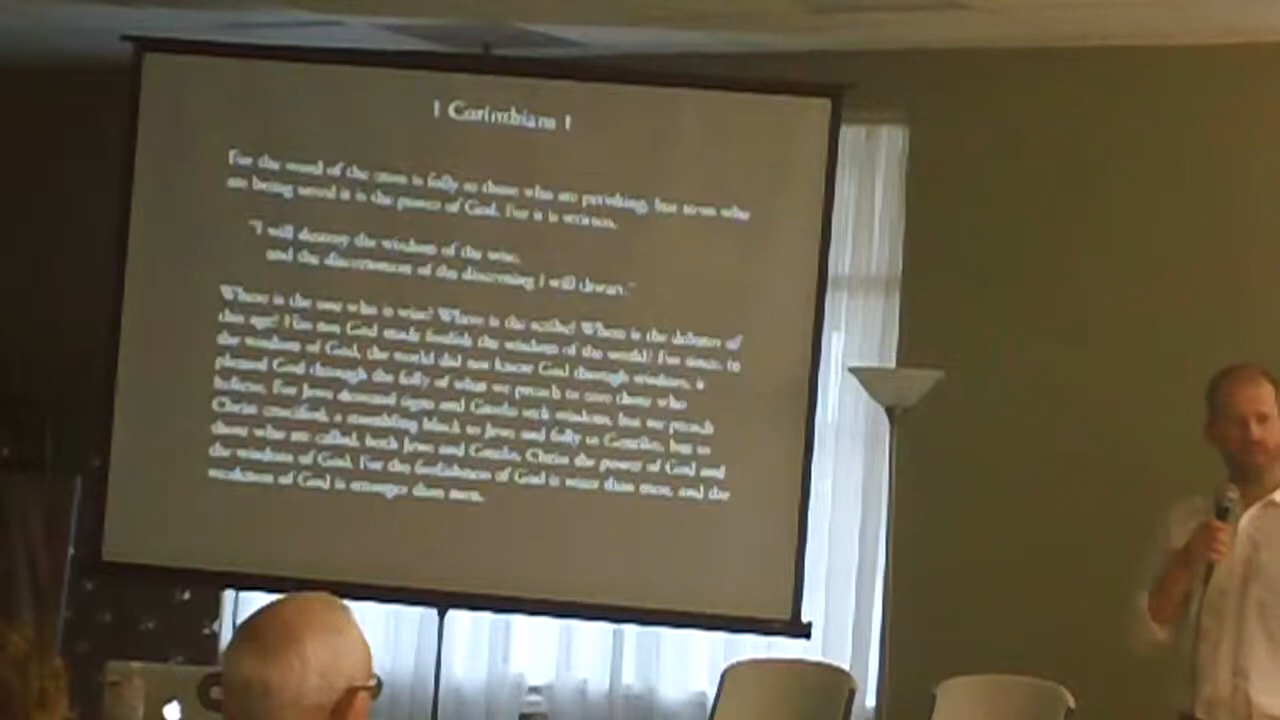 1 Corinthians 1
For the word of the cross is folly to those who are perishing, but to us who
are being saved it is the power of God. For it is written,
"I will destroy the wisdom of the wise,
and the discernment of the discerning I will thwart."
Where is the one who is wise? Where is the scribe? Where is the debater of
this age? Has not God made foolish the wisdom of the world? For since, in
the wisdom of God, the world did not know God through wisdom, it
pleased God through the folly of what we preach to save those who
believe. For Jews demand signs and Greeks seek wisdom, but we preach
Christ crucified, a stumbling block to Jews and folly to Gentiles, but to
those who are called, both Jews and Greeks, Christ the power of God and
the wisdom of God. For the foolishness of God is wiser than men, and the
weakness of God is stronger than men.